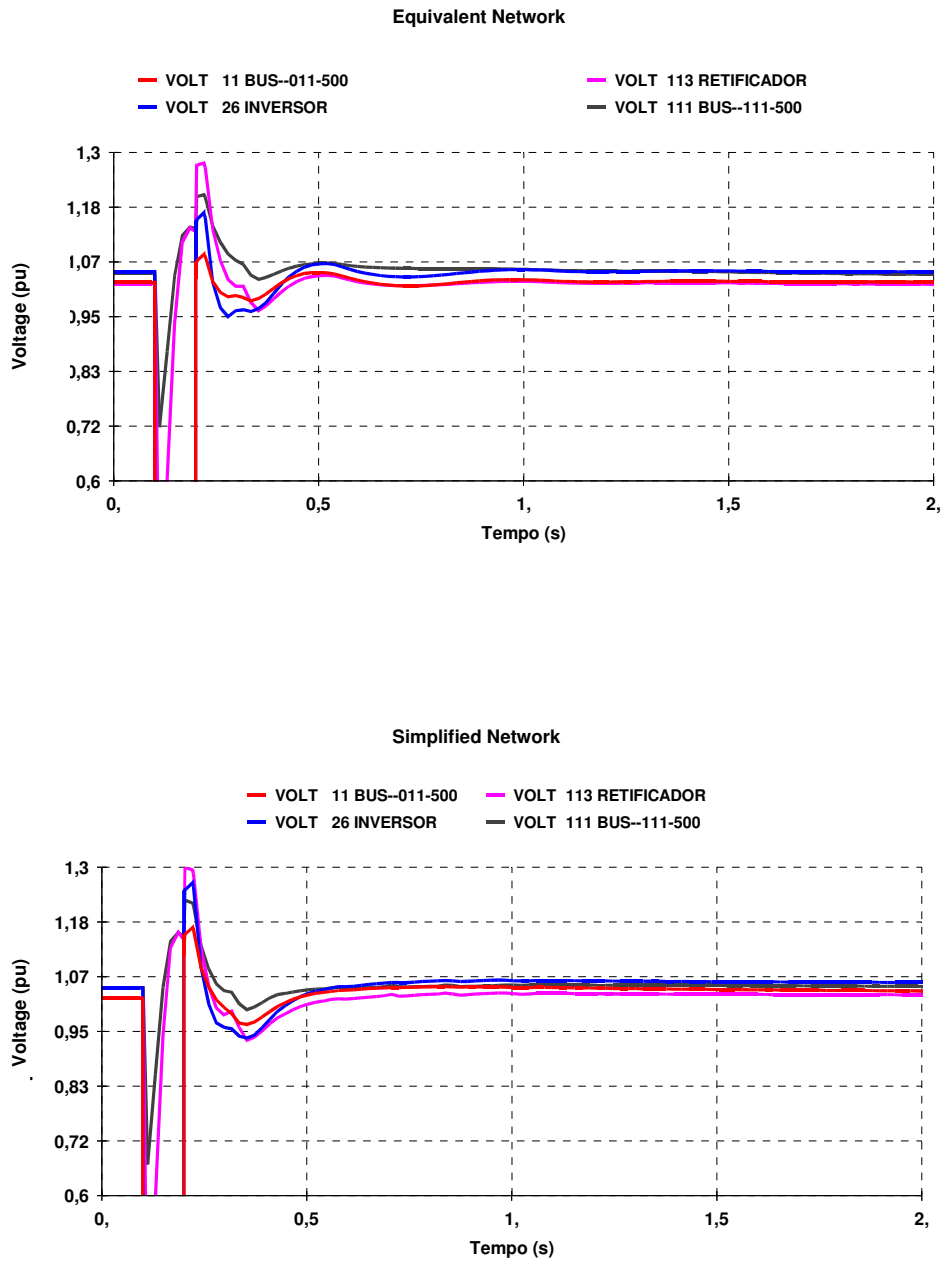 Equivalent Network
VOLT 11 BUS--011-500 VOLT 113 RETIFICADOR
VOLT 26 INVERSOR VOLT 111 BUS--111-500
1,3
1,18
1,07
0,95
0,83
0,72
0,6
Voltage (pu)
0, 0,5 1, 1,5 2,
Tempo (s)
Simplified Network
VOLT 11 BUS--011-500 VOLT 113 RETIFICADOR
VOLT 26 INVERSOR VOLT 111 BUS--111-500
1,3
1,18
1,07
0,95
0,83
0,72
0,6
. Voltage (pu)
0, 0,5 1, 1,5 2,
Tempo (s)